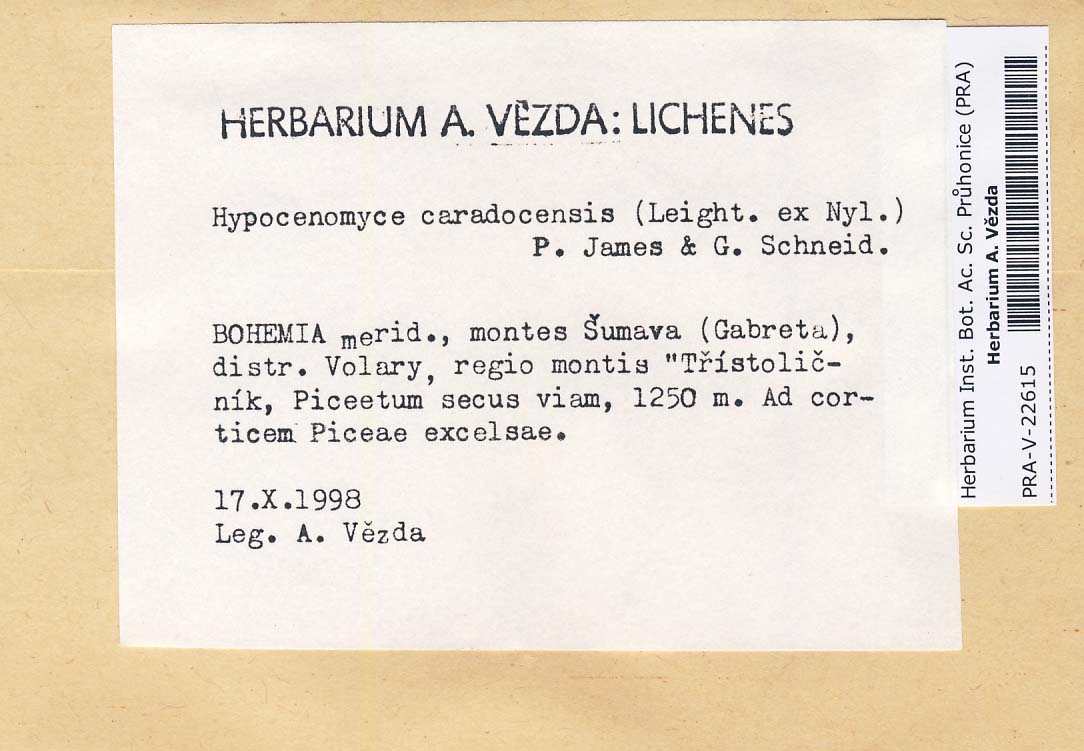 HERBARIUM A. VĚZDA: LICHENES
Hypocenomyce caradocensis (Leight. ex Nyl.)
P. James & G. Schneid.
BOHEMIA merid., montes Šumava (Gabreta),
distr. Volary, regio montis "Třístolič-
ník, Piceetum secus viam, 1250 m. Ad cor-
ticem Piceae excelsae.
17.X.1998
Leg. A. Vězda
Herbarium Inst. Bot. Ac. Sc. Průhonice (PRA)
Herbarium A. Vězda
PRA-V-22615